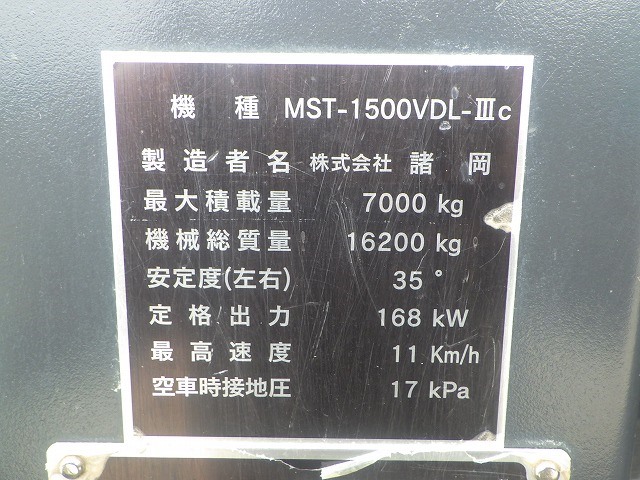 機種 MST-1500VDL-Ⅲc
製造者名 株式会社 諸岡
最大積載量 7000 kg
機械総質量 16200 kg
安定度(左右) 35°
定格出力 168 kW
最高速度 11 Km/h
空車時接地圧 17 kPa